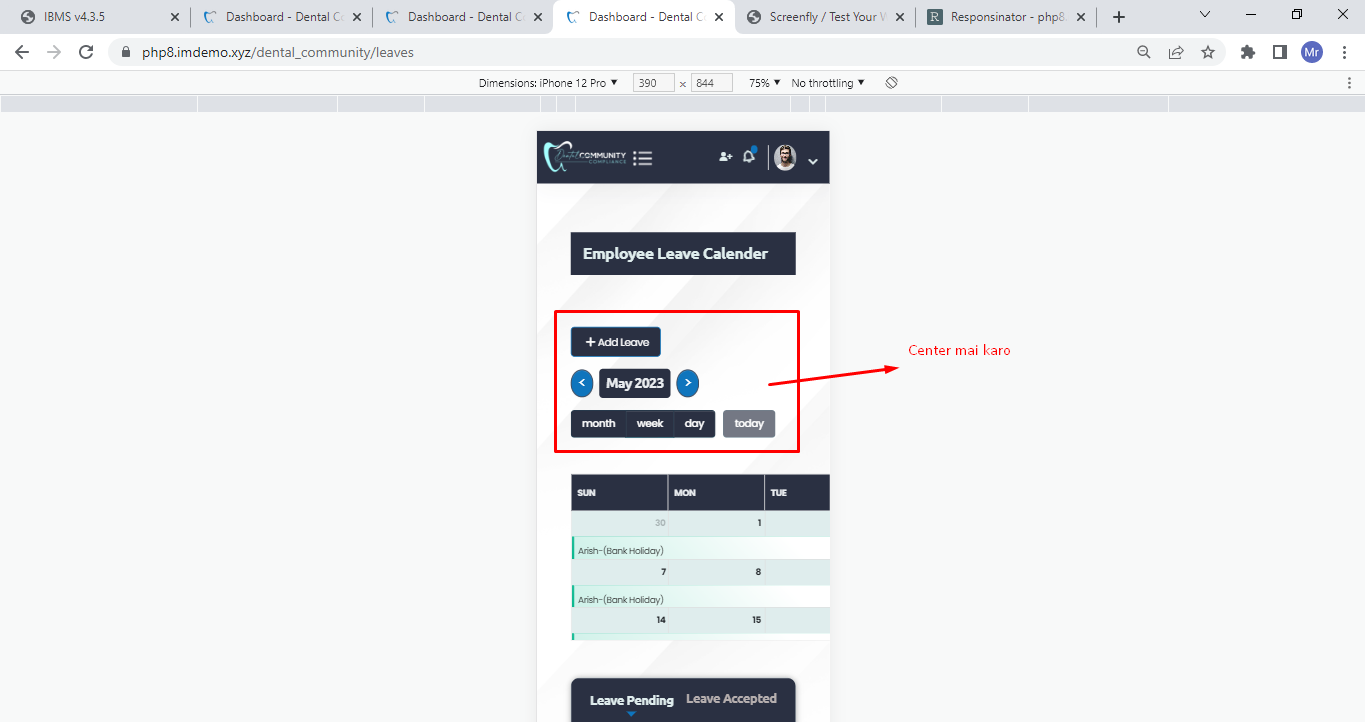 IBMS v4.3.5
Dashboard - Dental Co
Dashboard - Dental C
Dashboard - Dental C
Screenfly / Test Your W
Responsinator - php8.
php8.imdemo.xyz/dental_community/leaves
Mr
Dimensions: iPhone 12 Pro ▼ 390 × 844 75% ▼ No throttling ▼
Dental COMMUNITY
COMPLIANCE
Employee Leave Calender
+ Add Leave
< May 2023 >
month week day today
Center mai karo
SUN MON TUE
30 1
Arish-(Bank Holiday)
7 8
Arish-(Bank Holiday)
14 15
Leave Pending Leave Accepted